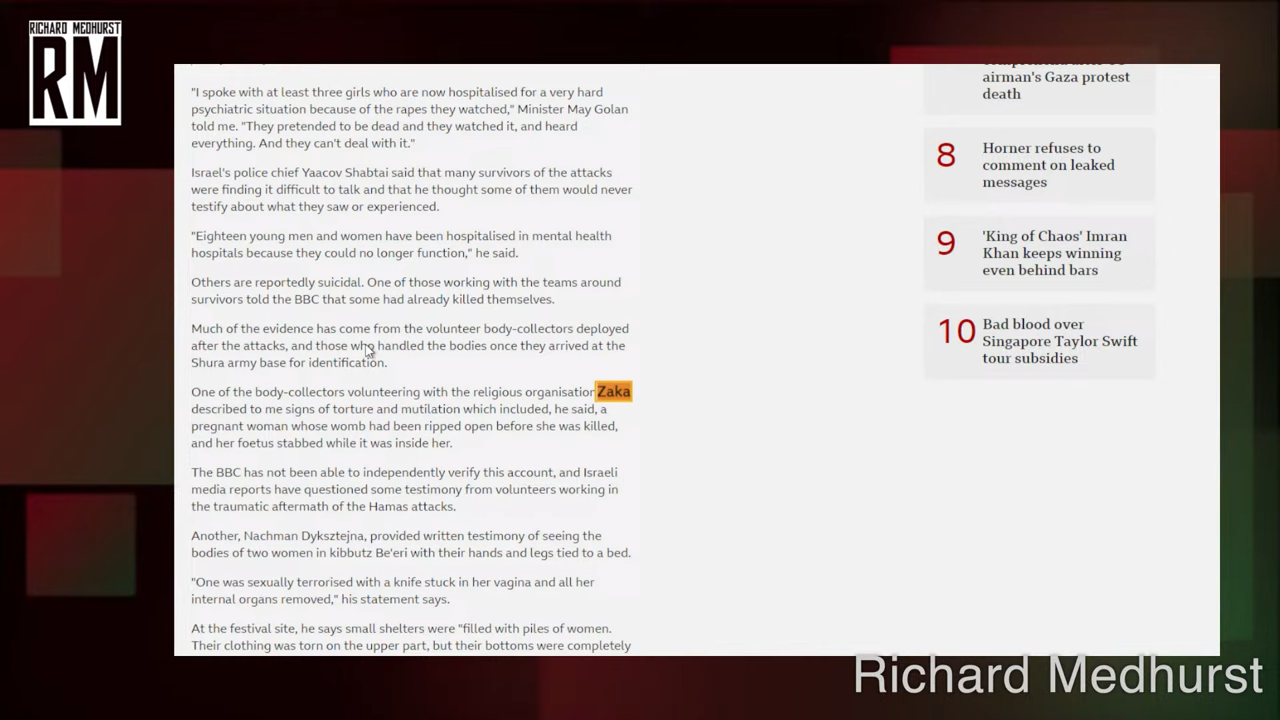 RICHARD MEDHURST
RM
"I spoke with at least three girls who are now hospitalised for a very hard
psychiatric situation because of the rapes they watched," Minister May Golan
told me. "They pretended to be dead and they watched it, and heard
everything. And they can't deal with it."
Israel's police chief Yaacov Shabtai said that many survivors of the attacks
were finding it difficult to talk and that he thought some of them would never
testify about what they saw or experienced.
"Eighteen young men and women have been hospitalised in mental health
hospitals because they could no longer function," he said.
Others are reportedly suicidal. One of those working with the teams around
survivors told the BBC that some had already killed themselves.
Much of the evidence has come from the volunteer body-collectors deployed
after the attacks, and those who handled the bodies once they arrived at the
Shura army base for identification.
One of the body-collectors volunteering with the religious organisation Zaka
described to me signs of torture and mutilation which included, he said, a
pregnant woman whose womb had been ripped open before she was killed,
and her foetus stabbed while it was inside her.
The BBC has not been able to independently verify this account, and Israeli
media reports have questioned some testimony from volunteers working in
the traumatic aftermath of the Hamas attacks.
Another, Nachman Dyksztejna, provided written testimony of seeing the
bodies of two women in kibbutz Be'eri with their hands and legs tied to a bed.
"One was sexually terrorised with a knife stuck in her vagina and all her
internal organs removed," his statement says.
At the festival site, he says small shelters were "filled with piles of women.
Their clothing was torn on the upper part, but their bottoms were completely
airman's Gaza protest
death
8 Horner refuses to
comment on leaked
messages
9 'King of Chaos' Imran
Khan keeps winning
even behind bars
10 Bad blood over
Singapore Taylor Swift
tour subsidies
Richard Medhurst